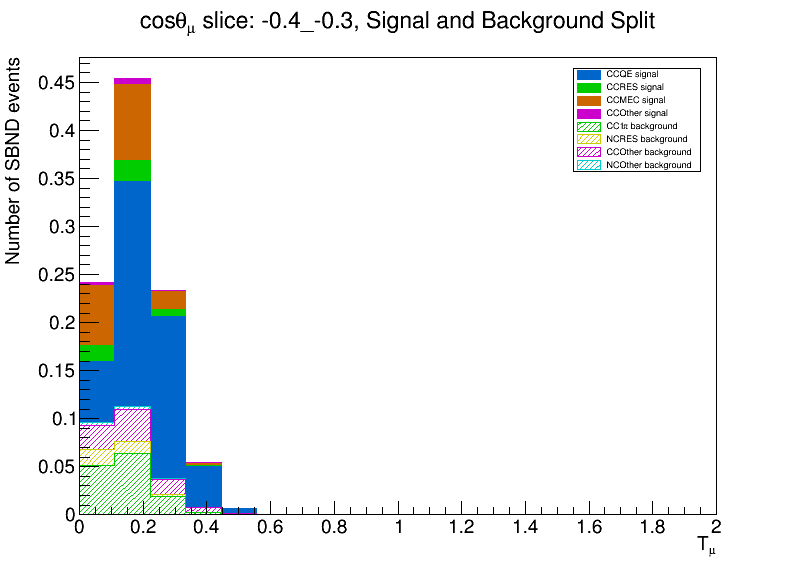 cosθμ slice: -0.4_-0.3, Signal and Background Split
Number of SBND events
0.45
0.4
0.35
0.3
0.25
0.2
0.15
0.1
0.05
0
CCQE signal
CCRES signal
CCMEC signal
CCOther signal
CC1π background
NCRES background
CCOther background
NCOther background
0 0.2 0.4 0.6 0.8 1 1.2 1.4 1.6 1.8 2
Tμ